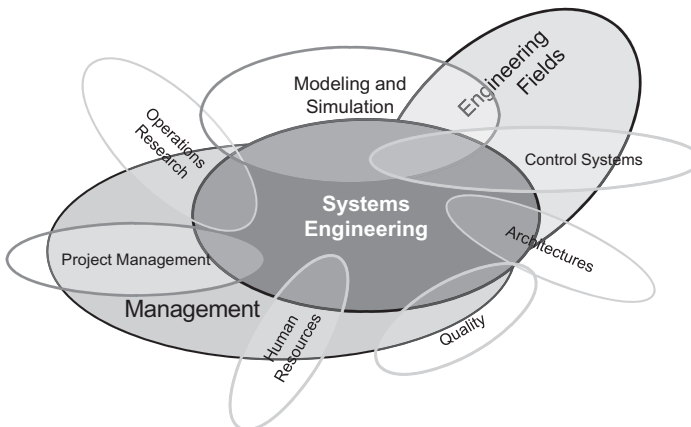 Modeling and
Simulation
Engineering
Fields
Operations
Research
Control Systems
Systems
Engineering
Architectures
Project Management
Management
Human
Resources
Quality